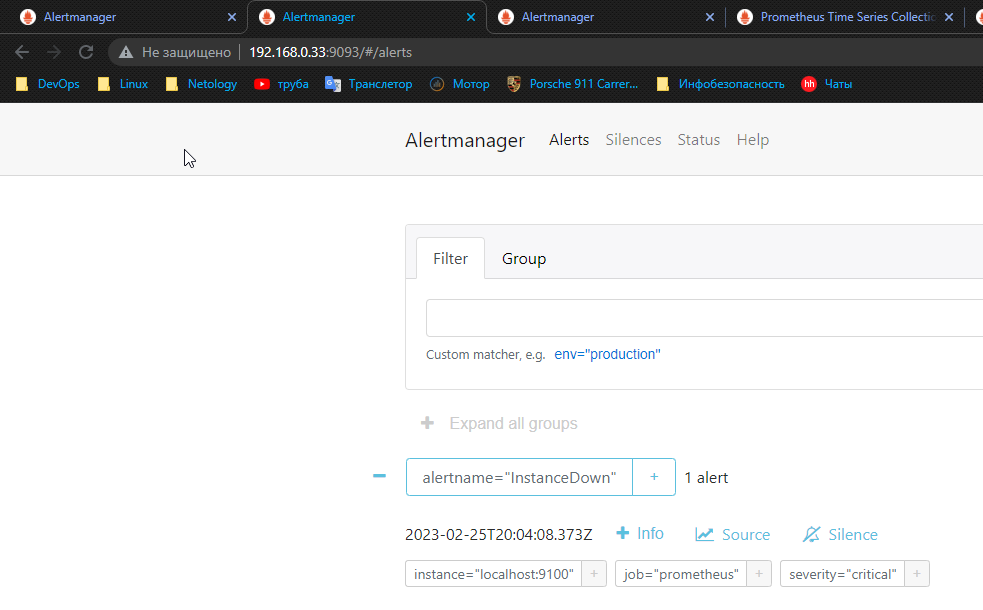 Alertmanager Alertmanager Alertmanager Prometheus Time Series Collectio
Не защищено 192.168.0.33:9093/#/alerts
DevOps Linux Netology труба Транслетор Мотор Porsche 911 Carrer... Инфобезопасность hh Чаты
Alertmanager Alerts Silences Status Help
Filter Group
Custom matcher, e.g. env="production"
+ Expand all groups
− alertname="InstanceDown" + 1 alert
2023-02-25T20:04:08.373Z + Info Source Silence
instance="localhost:9100" + job="prometheus" + severity="critical" +